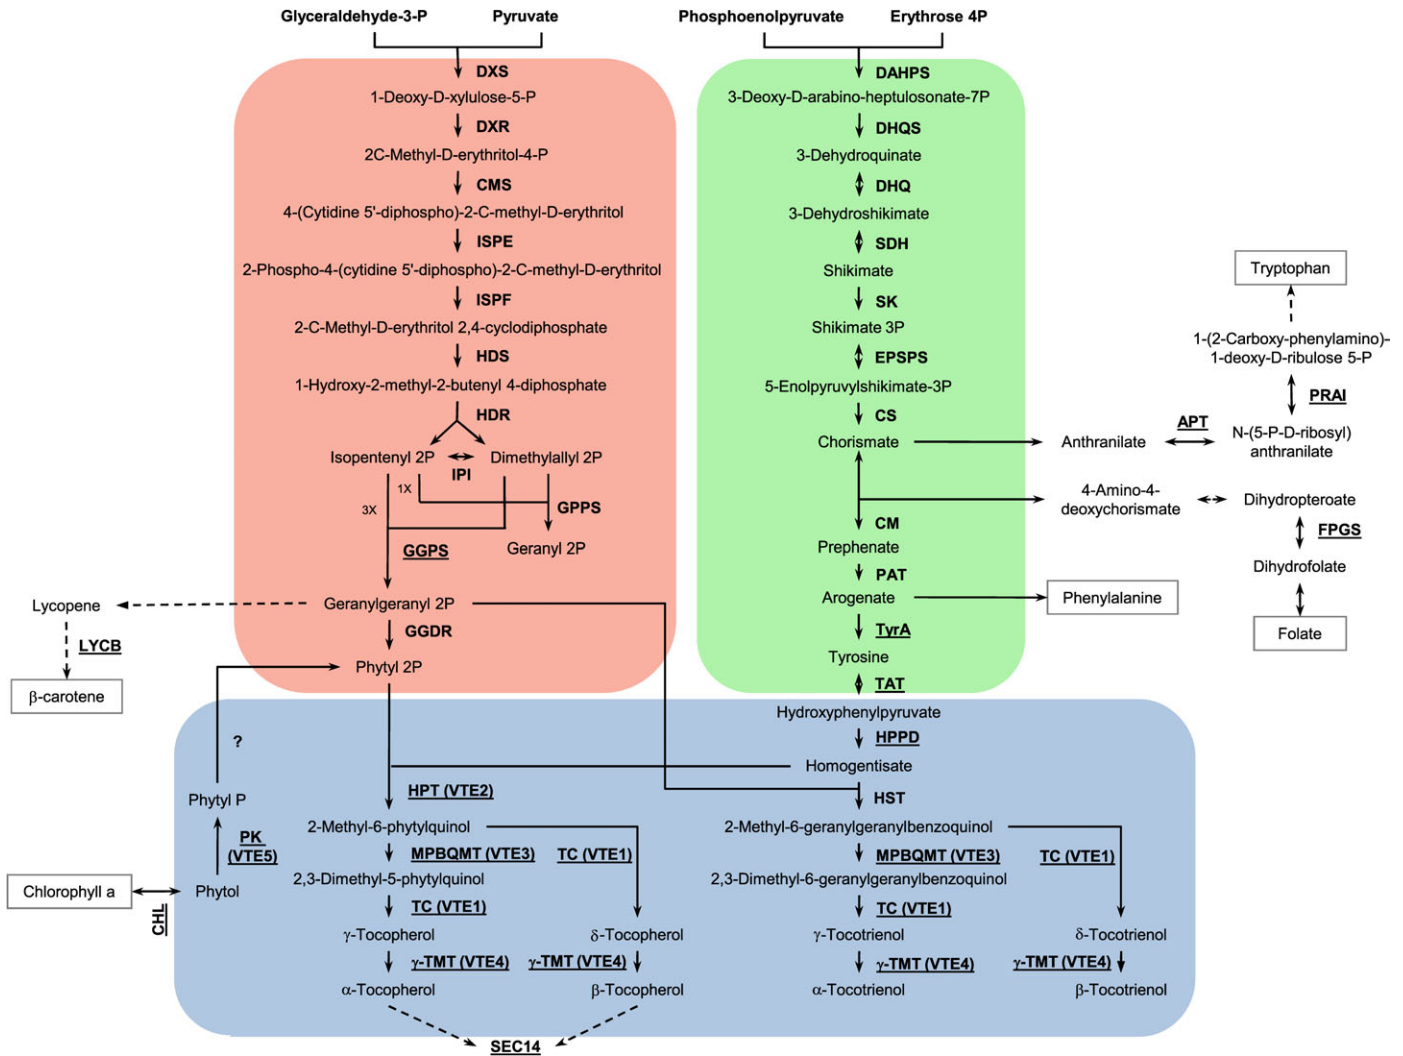 Glyceraldehyde-3-P
Pyruvate
Phosphoenolpyruvate
Erythrose 4P
DXS
1-Deoxy-D-xylulose-5-P
DXR
2C-Methyl-D-erythritol-4-P
CMS
4-(Cytidine 5'-diphospho)-2-C-methyl-D-erythritol
ISPE
2-Phospho-4-(cytidine 5'-diphospho)-2-C-methyl-D-erythritol
ISPF
2-C-Methyl-D-erythritol 2,4-cyclodiphosphate
HDS
1-Hydroxy-2-methyl-2-butenyl 4-diphosphate
HDR
Isopentenyl 2P
Dimethylallyl 2P
IPI
1X
3X
GPPS
GGPS
Geranyl 2P
Geranylgeranyl 2P
GGDR
Phytyl 2P
Lycopene
LYCB
β-carotene
DAHPS
3-Deoxy-D-arabino-heptulosonate-7P
DHQS
3-Dehydroquinate
DHQ
3-Dehydroshikimate
SDH
Shikimate
SK
Shikimate 3P
EPSPS
5-Enolpyruvylshikimate-3P
CS
Chorismate
CM
Prephenate
PAT
Arogenate
TyrA
Tyrosine
TAT
Tryptophan
1-(2-Carboxy-phenylamino)-
1-deoxy-D-ribulose 5-P
PRAI
APT
Anthranilate
N-(5-P-D-ribosyl)
anthranilate
4-Amino-4-
deoxychorismate
Dihydropteroate
FPGS
Dihydrofolate
Folate
Phenylalanine
Hydroxyphenylpyruvate
HPPD
Homogentisate
HST
?
Phytyl P
PK
(VTE5)
Chlorophyll a
CHL
Phytol
HPT (VTE2)
2-Methyl-6-phytylquinol
MPBQMT (VTE3)
TC (VTE1)
2,3-Dimethyl-5-phytylquinol
TC (VTE1)
γ-Tocopherol
δ-Tocopherol
γ-TMT (VTE4)
γ-TMT (VTE4)
α-Tocopherol
β-Tocopherol
SEC14
2-Methyl-6-geranylgeranylbenzoquinol
MPBQMT (VTE3)
TC (VTE1)
2,3-Dimethyl-6-geranylgeranylbenzoquinol
TC (VTE1)
γ-Tocotrienol
δ-Tocotrienol
γ-TMT (VTE4)
γ-TMT (VTE4)
α-Tocotrienol
β-Tocotrienol